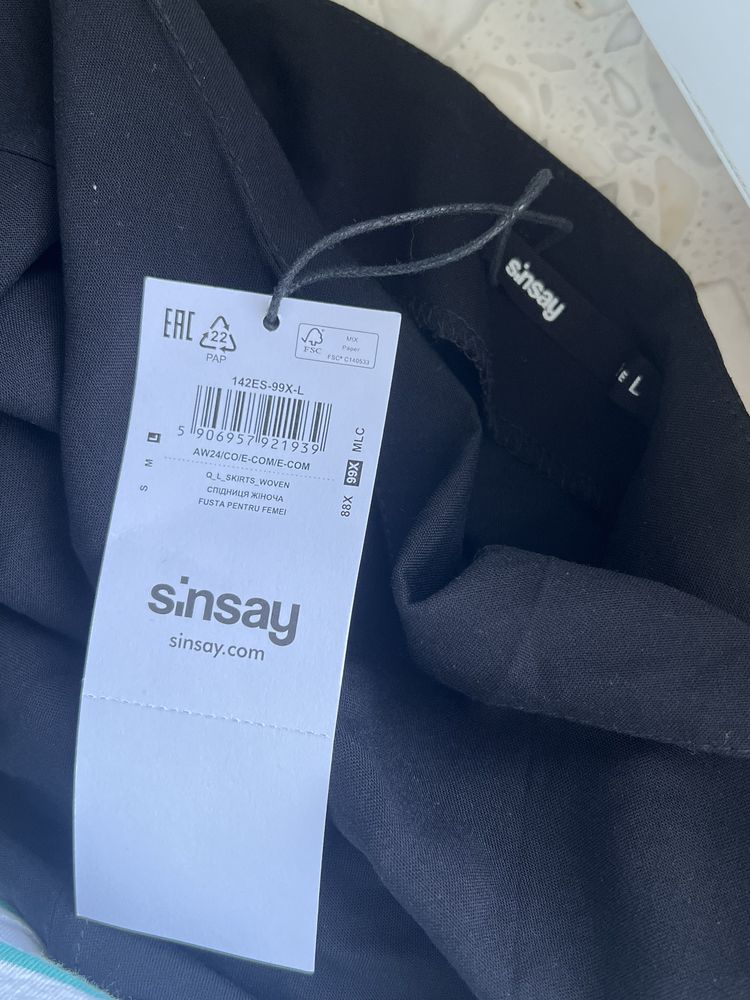 EAC
22
PAP
FSC
MIX
Paper
FSC® C140533
142ES-99X-L
5 906957 921939
AW24/CO/E-COM/E-COM
Q_L_SKIRTS_WOVEN
СПІДНИЦЯ ЖІНОЧА
FUSTA PENTRU FEMEI
S M L
88X 99X MLC
sinsay
sinsay.com
sinsay
E L